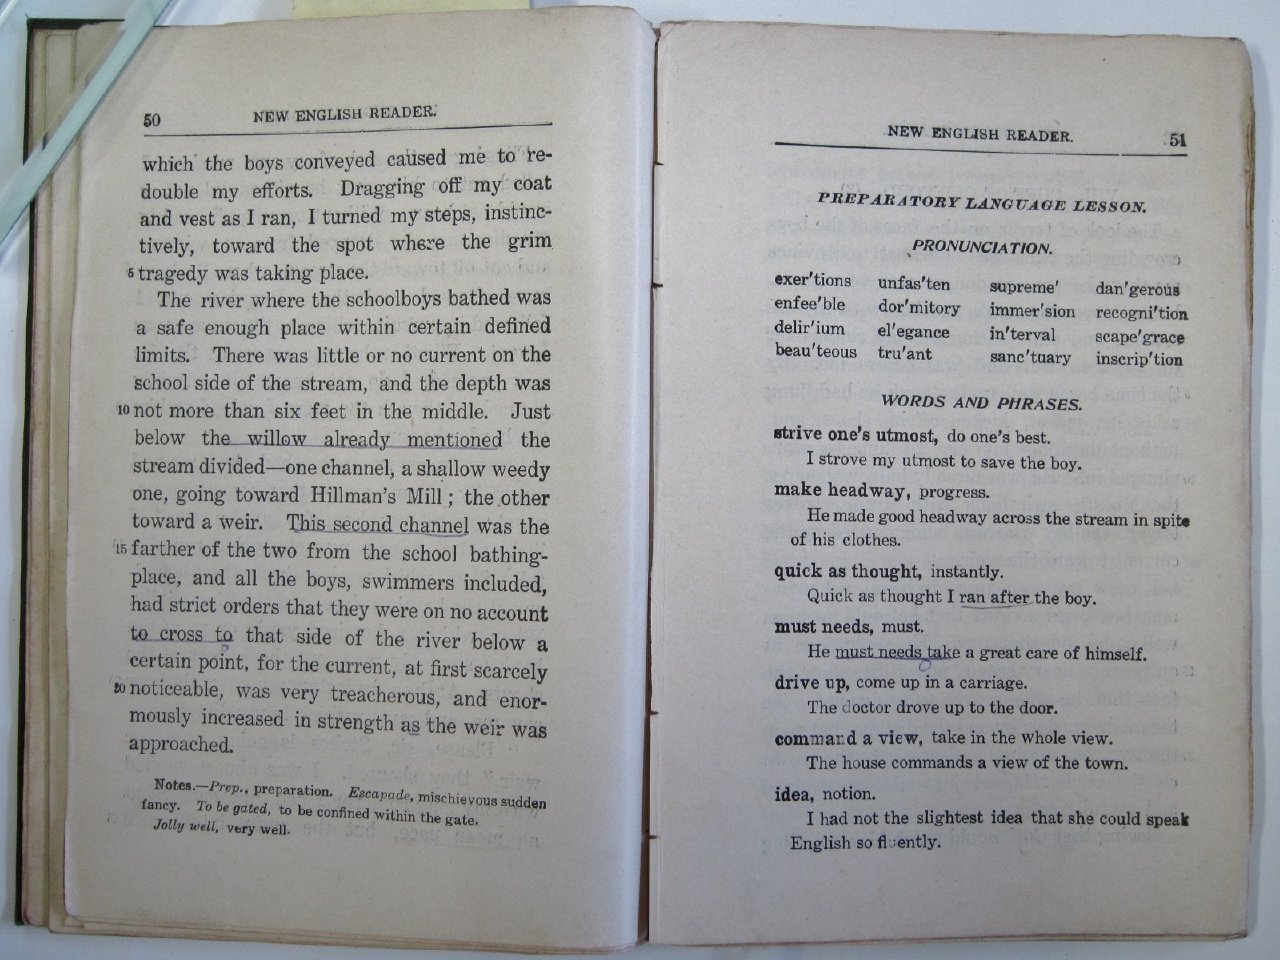 50 NEW ENGLISH READER.
which the boys conveyed caused me to re-
double my efforts. Dragging off my coat
and vest as I ran, I turned my steps, instinc-
tively, toward the spot where the grim
5 tragedy was taking place.
The river where the schoolboys bathed was
a safe enough place within certain defined
limits. There was little or no current on the
school side of the stream, and the depth was
10 not more than six feet in the middle. Just
below the willow already mentioned the
stream divided—one channel, a shallow weedy
one, going toward Hillman's Mill; the other
toward a weir. This second channel was the
15 farther of the two from the school bathing-
place, and all the boys, swimmers included,
had strict orders that they were on no account
to cross to that side of the river below a
certain point, for the current, at first scarcely
20 noticeable, was very treacherous, and enor-
mously increased in strength as the weir was
approached.
Notes.—Prep., preparation. Escapade, mischievous sudden
fancy. To be gated, to be confined within the gate.
Jolly well, very well.
NEW ENGLISH READER. 51
PREPARATORY LANGUAGE LESSON.
PRONUNCIATION.
exer'tions unfas'ten supreme' dan'gerous
enfee'ble dor'mitory immer'sion recogni'tion
delir'ium el'egance in'terval scape'grace
beau'teous tru'ant sanc'tuary inscrip'tion
WORDS AND PHRASES.
strive one's utmost, do one's best.
I strove my utmost to save the boy.
make headway, progress.
He made good headway across the stream in spite
of his clothes.
quick as thought, instantly.
Quick as thought I ran after the boy.
must needs, must.
He must needs take a great care of himself.
drive up, come up in a carriage.
The doctor drove up to the door.
command a view, take in the whole view.
The house commands a view of the town.
idea, notion.
I had not the slightest idea that she could speak
English so fluently.